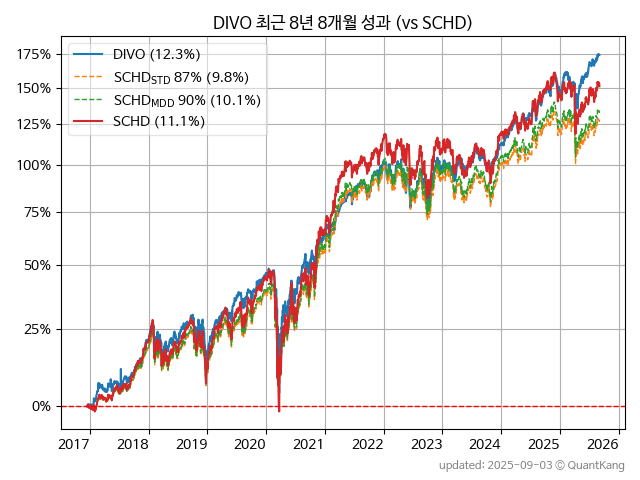 DIVO 최근 8년 8개월 성과 (vs SCHD)
DIVO (12.3%)
SCHD_STD 87% (9.8%)
SCHD_MDD 90% (10.1%)
SCHD (11.1%)
175%
150%
125%
100%
75%
50%
25%
0%
2017 2018 2019 2020 2021 2022 2023 2024 2025 2026
updated: 2025-09-03 © QuantKang